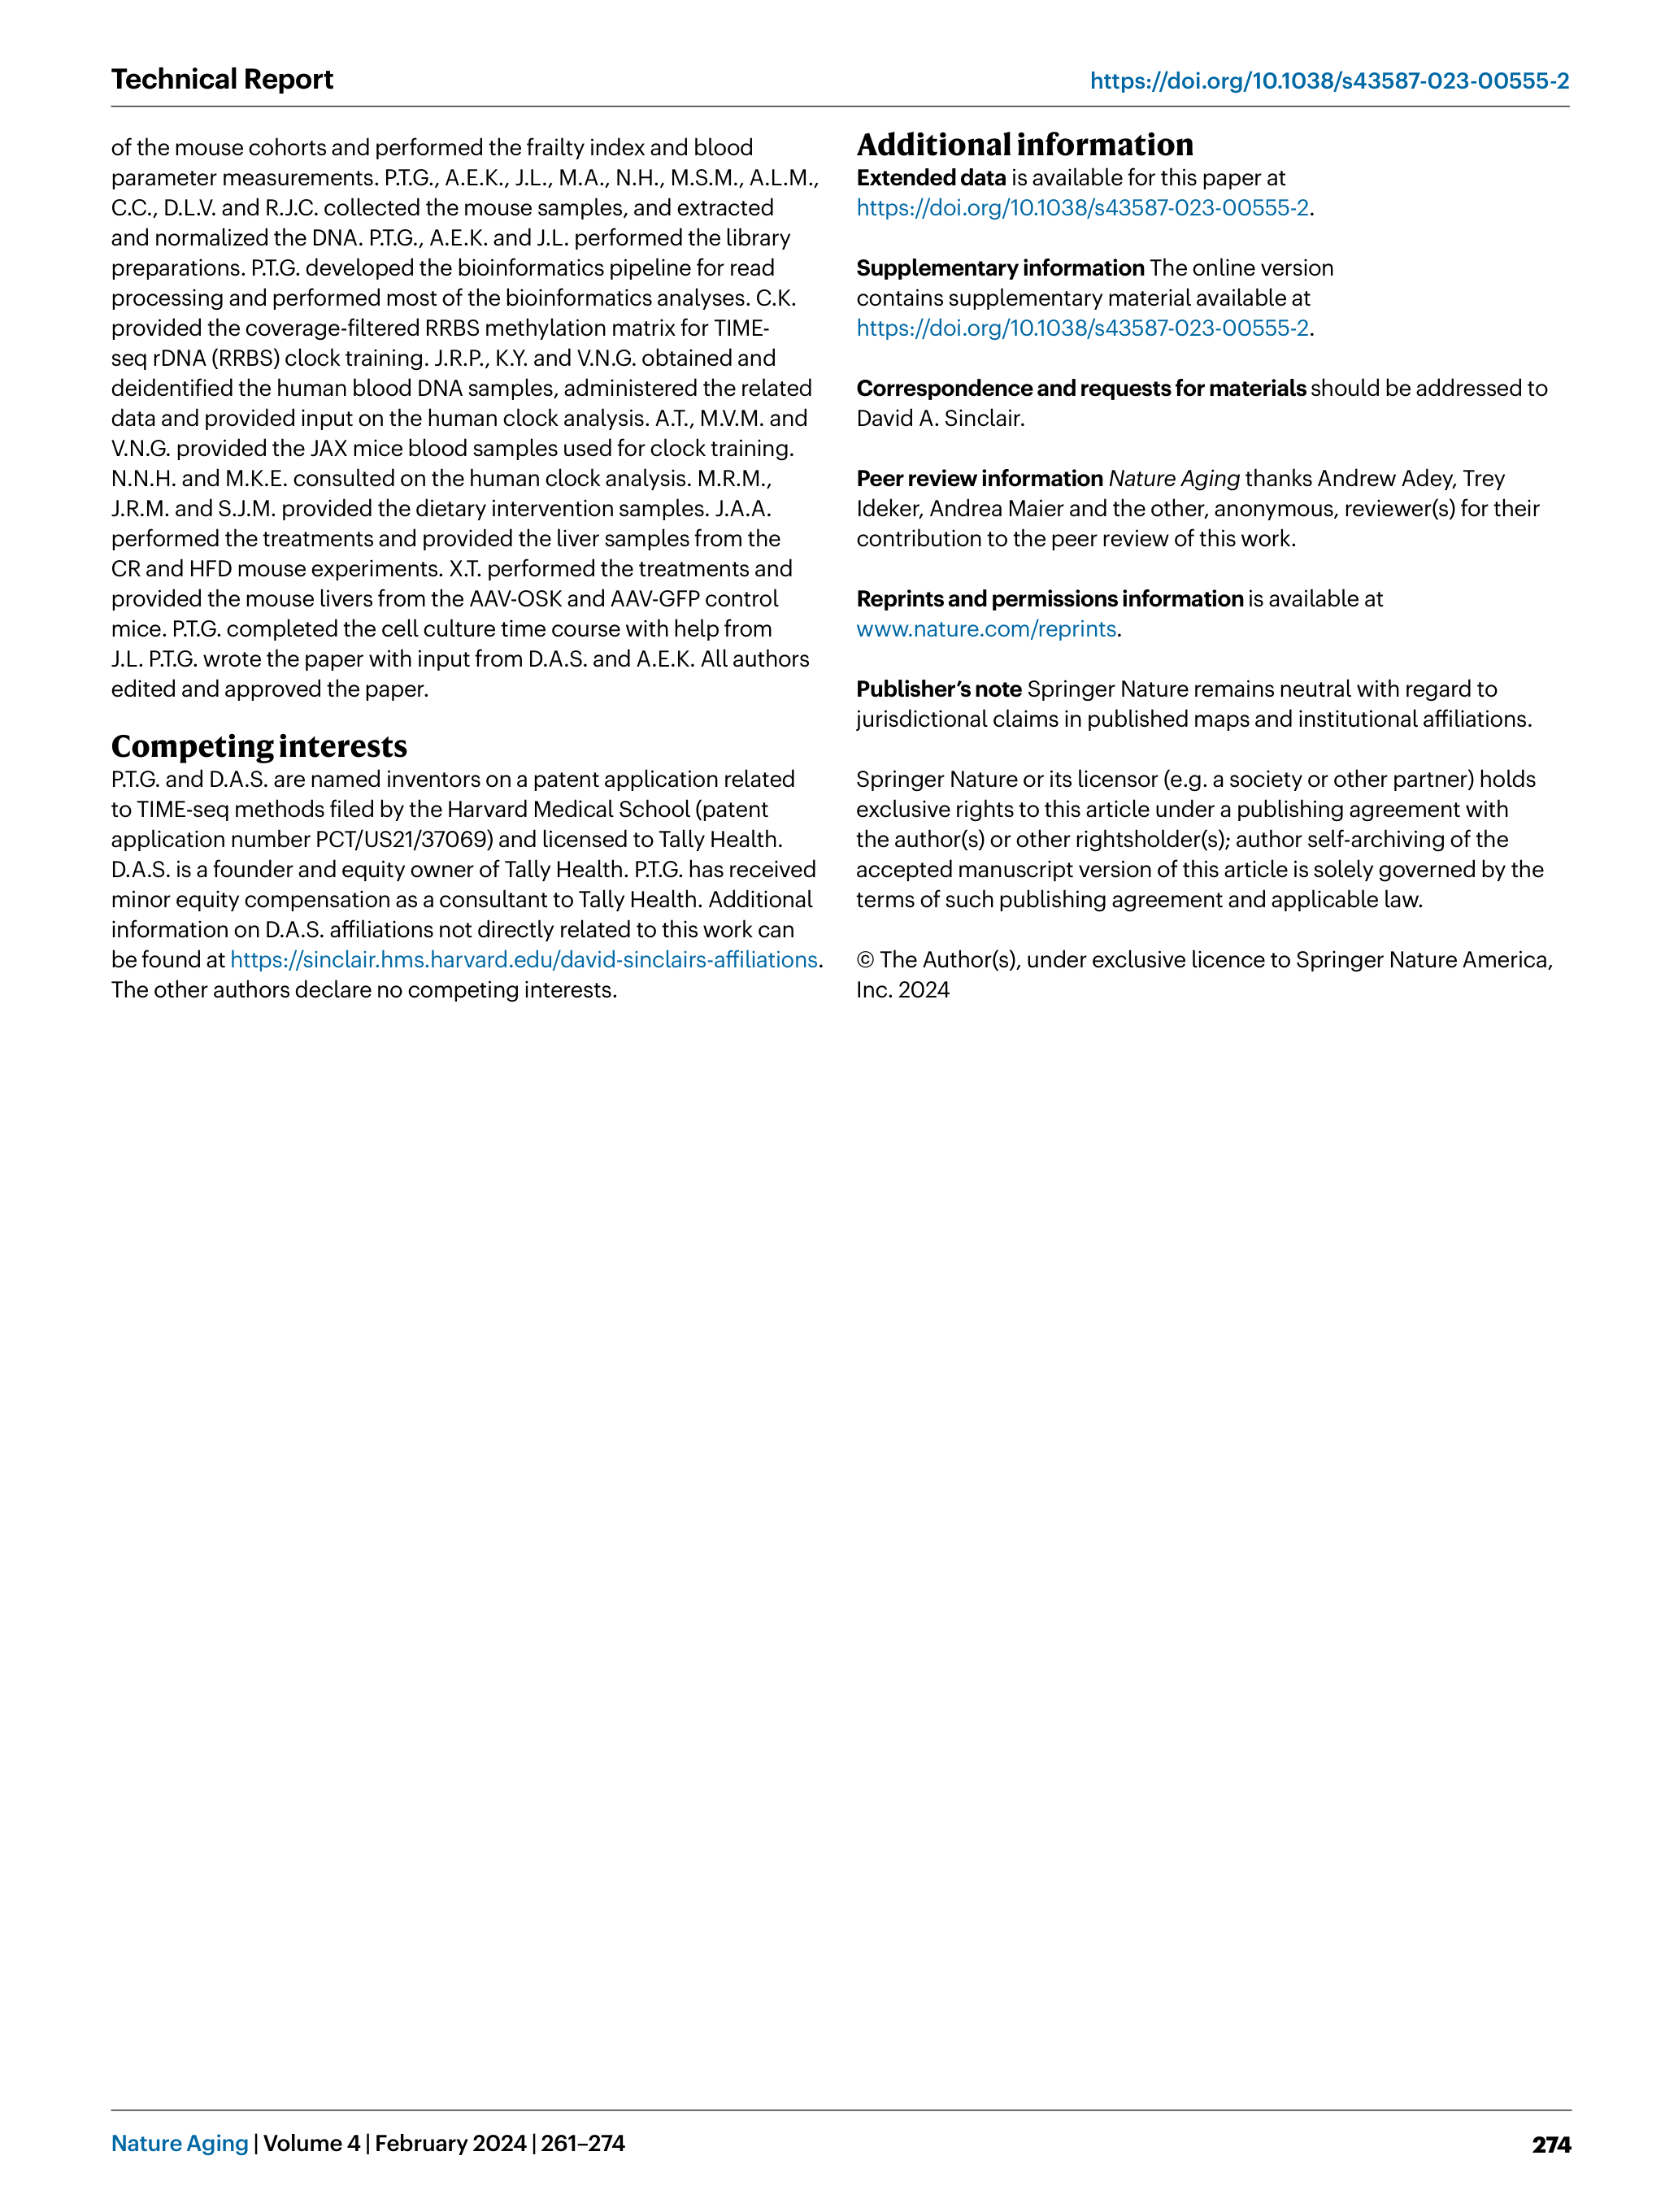 Technical Report
https://doi.org/10.1038/s43587-023-00555-2
of the mouse cohorts and performed the frailty index and blood
parameter measurements. P.T.G., A.E.K., J.L., M.A., N.H., M.S.M., A.L.M.,
C.C., D.L.V. and R.J.C. collected the mouse samples, and extracted
and normalized the DNA. P.T.G., A.E.K. and J.L. performed the library
preparations. P.T.G. developed the bioinformatics pipeline for read
processing and performed most of the bioinformatics analyses. C.K.
provided the coverage-filtered RRBS methylation matrix for TIME-
seq rDNA (RRBS) clock training. J.R.P., K.Y. and V.N.G. obtained and
deidentified the human blood DNA samples, administered the related
data and provided input on the human clock analysis. A.T., M.V.M. and
V.N.G. provided the JAX mice blood samples used for clock training.
N.N.H. and M.K.E. consulted on the human clock analysis. M.R.M.,
J.R.M. and S.J.M. provided the dietary intervention samples. J.A.A.
performed the treatments and provided the liver samples from the
CR and HFD mouse experiments. X.T. performed the treatments and
provided the mouse livers from the AAV-OSK and AAV-GFP control
mice. P.T.G. completed the cell culture time course with help from
J.L. P.T.G. wrote the paper with input from D.A.S. and A.E.K. All authors
edited and approved the paper.
Competing interests
P.T.G. and D.A.S. are named inventors on a patent application related
to TIME-seq methods filed by the Harvard Medical School (patent
application number PCT/US21/37069) and licensed to Tally Health.
D.A.S. is a founder and equity owner of Tally Health. P.T.G. has received
minor equity compensation as a consultant to Tally Health. Additional
information on D.A.S. affiliations not directly related to this work can
be found at https://sinclair.hms.harvard.edu/david-sinclairs-affiliations.
The other authors declare no competing interests.
Additional information
Extended data is available for this paper at
https://doi.org/10.1038/s43587-023-00555-2.
Supplementary information The online version
contains supplementary material available at
https://doi.org/10.1038/s43587-023-00555-2.
Correspondence and requests for materials should be addressed to
David A. Sinclair.
Peer review information Nature Aging thanks Andrew Adey, Trey
Ideker, Andrea Maier and the other, anonymous, reviewer(s) for their
contribution to the peer review of this work.
Reprints and permissions information is available at
www.nature.com/reprints.
Publisher’s note Springer Nature remains neutral with regard to
jurisdictional claims in published maps and institutional affiliations.
Springer Nature or its licensor (e.g. a society or other partner) holds
exclusive rights to this article under a publishing agreement with
the author(s) or other rightsholder(s); author self-archiving of the
accepted manuscript version of this article is solely governed by the
terms of such publishing agreement and applicable law.
© The Author(s), under exclusive licence to Springer Nature America,
Inc. 2024
Nature Aging | Volume 4 | February 2024 | 261–274
274